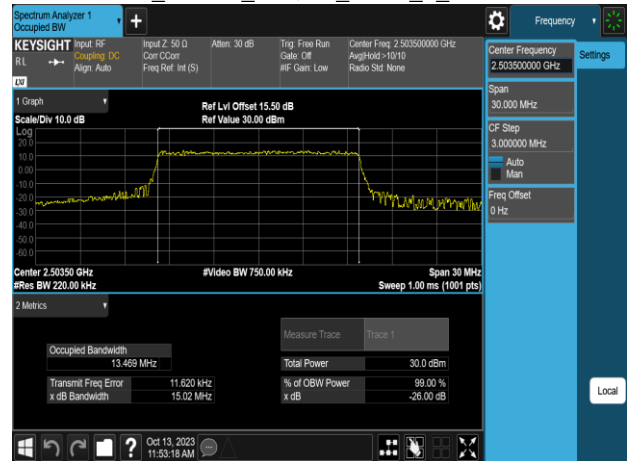 Spectrum Analyzer 1
Occupied BW
Frequency
KEYSIGHT
Input: RF
Input Z: 50 Ω
Atten: 30 dB
Trig: Free Run
Center Freq: 2.503500000 GHz
RL
Coupling: DC
Corr CCorr
Gate: Off
Avg|Hold:>10/10
Align: Auto
Freq Ref: Int (S)
#IF Gain: Low
Radio Std: None
LXI
Center Frequency
2.503500000 GHz
Settings
Span
30.000 MHz
CF Step
3.000000 MHz
Auto
Man
Freq Offset
0 Hz
Local
1 Graph
Ref Lvl Offset 15.50 dB
Scale/Div 10.0 dB
Ref Value 30.00 dBm
Log
20.0
10.0
0.00
-10.0
-20.0
-30.0
-40.0
-50.0
-60.0
Center 2.50350 GHz
#Video BW 750.00 kHz
Span 30 MHz
#Res BW 220.00 kHz
Sweep 1.00 ms (1001 pts)
2 Metrics
Measure Trace
Trace 1
Occupied Bandwidth
13.469 MHz
Total Power
30.0 dBm
Transmit Freq Error
11.620 kHz
% of OBW Power
99.00 %
x dB Bandwidth
15.02 MHz
x dB
-26.00 dB
?
Oct 13, 2023
11:53:18 AM